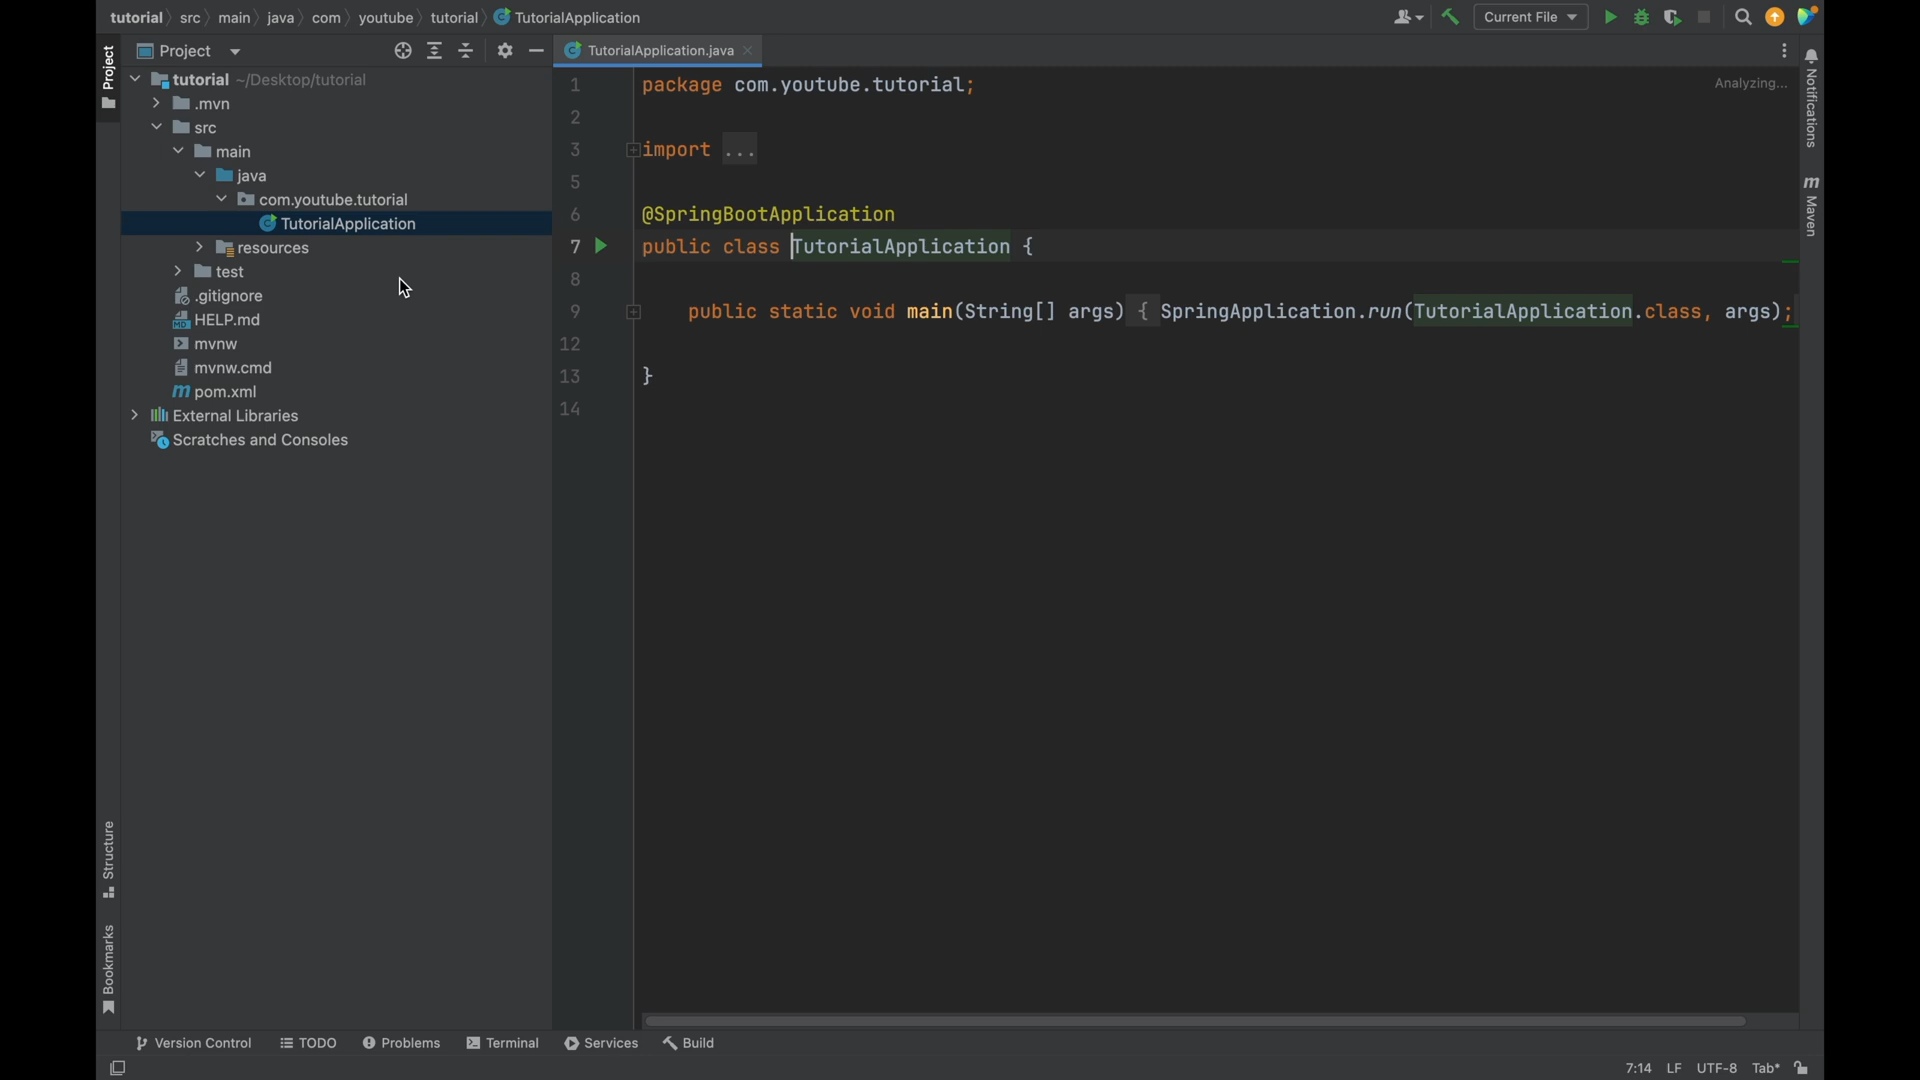 tutorial src main java com youtube tutorial TutorialApplication
Current File
Project
TutorialApplication.java
Project
Notifications
Maven
Structure
Bookmarks
tutorial ~/Desktop/tutorial
.mvn
src
main
java
com.youtube.tutorial
TutorialApplication
resources
test
.gitignore
HELP.md
mvnw
mvnw.cmd
pom.xml
External Libraries
Scratches and Consoles
Analyzing...
1 package com.youtube.tutorial;
2
3 import ...
5
6 @SpringBootApplication
7 public class TutorialApplication {
8
9 public static void main(String[] args) { SpringApplication.run(TutorialApplication.class, args);
12
13 }
14
Version Control TODO Problems Terminal Services Build
7:14 LF UTF-8 Tab*